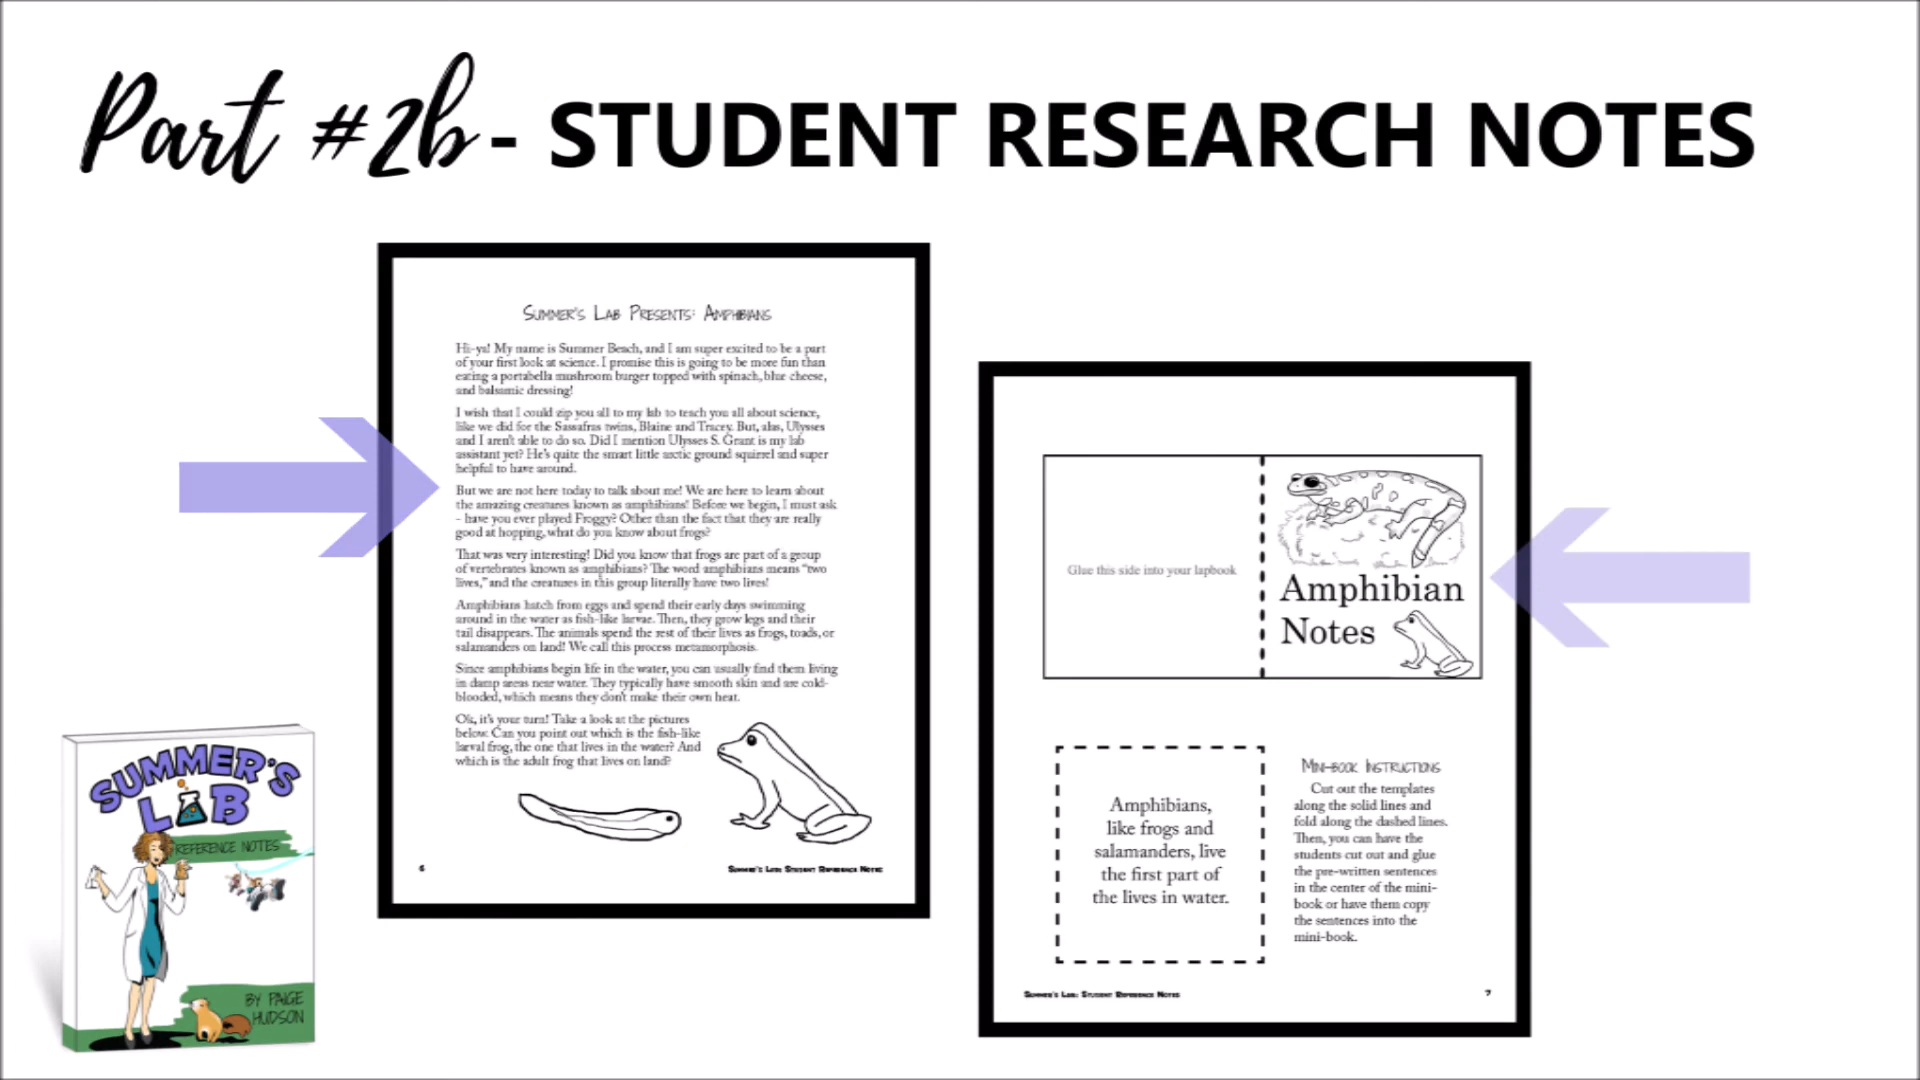 Part #2b - STUDENT RESEARCH NOTES
SUMMER'S LAB PRESENTS: AMPHIBIANS
Hi-ya! My name is Summer Beach, and I am super excited to be a part
of your first look at science. I promise this is going to be more fun than
eating a portabella mushroom burger topped with spinach, blue cheese,
and balsamic dressing!
I wish that I could zip you all to my lab to teach you all about science,
like we did for the Sassafras twins, Blaine and Tracey. But, alas, Ulysses
and I aren't able to do so. Did I mention Ulysses S. Grant is my lab
assistant yet? He's quite the smart little arctic ground squirrel and super
helpful to have around.
But we are not here today to talk about me! We are here to learn about
the amazing creatures known as amphibians! Before we begin, I must ask
- have you ever played Froggy? Other than the fact that they are really
good at hopping, what do you know about frogs?
That was very interesting! Did you know that frogs are part of a group
of vertebrates known as amphibians? The word amphibians means "two
lives," and the creatures in this group literally have two lives!
Amphibians hatch from eggs and spend their early days swimming
around in the water as fish-like larvae. Then, they grow legs and their
tail disappears. The animals spend the rest of their lives as frogs, toads, or
salamanders on land! We call this process metamorphosis.
Since amphibians begin life in the water, you can usually find them living
in damp areas near water. They typically have smooth skin and are cold-
blooded, which means they don't make their own heat.
Ok, it's your turn! Take a look at the pictures
below. Can you point out which is the fish-like
larval frog, the one that lives in the water? And
which is the adult frog that lives on land?
6
SUMMER'S LAB: STUDENT REFERENCE NOTES
Glue this side into your lapbook
Amphibian
Notes
Amphibians,
like frogs and
salamanders, live
the first part of
the lives in water.
MINI-BOOK INSTRUCTIONS
Cut out the templates
along the solid lines and
fold along the dashed lines.
Then, you can have the
students cut out and glue
the pre-written sentences
in the center of the mini-
book or have them copy
the sentences into the
mini-book.
SUMMER'S LAB: STUDENT REFERENCE NOTES
7
SUMMER'S
LAB
REFERENCE NOTES
BY PAIGE
HUDSON